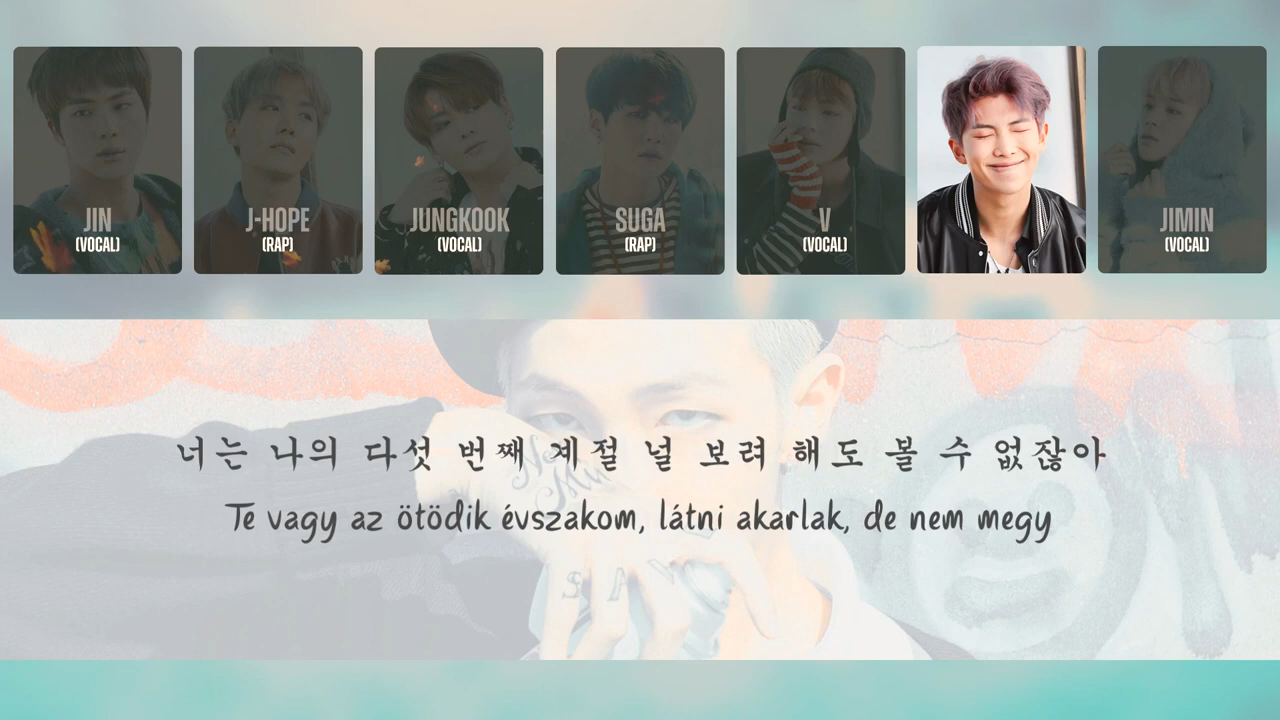 JIN
(VOCAL)
J-HOPE
(RAP)
JUNGKOOK
(VOCAL)
SUGA
(RAP)
V
(VOCAL)
JIMIN
(VOCAL)
너는 나의 다섯 번째 계절 널 보려 해도 볼 수 없잖아
Te vagy az ötödik évszakom, látni akarlak, de nem megy